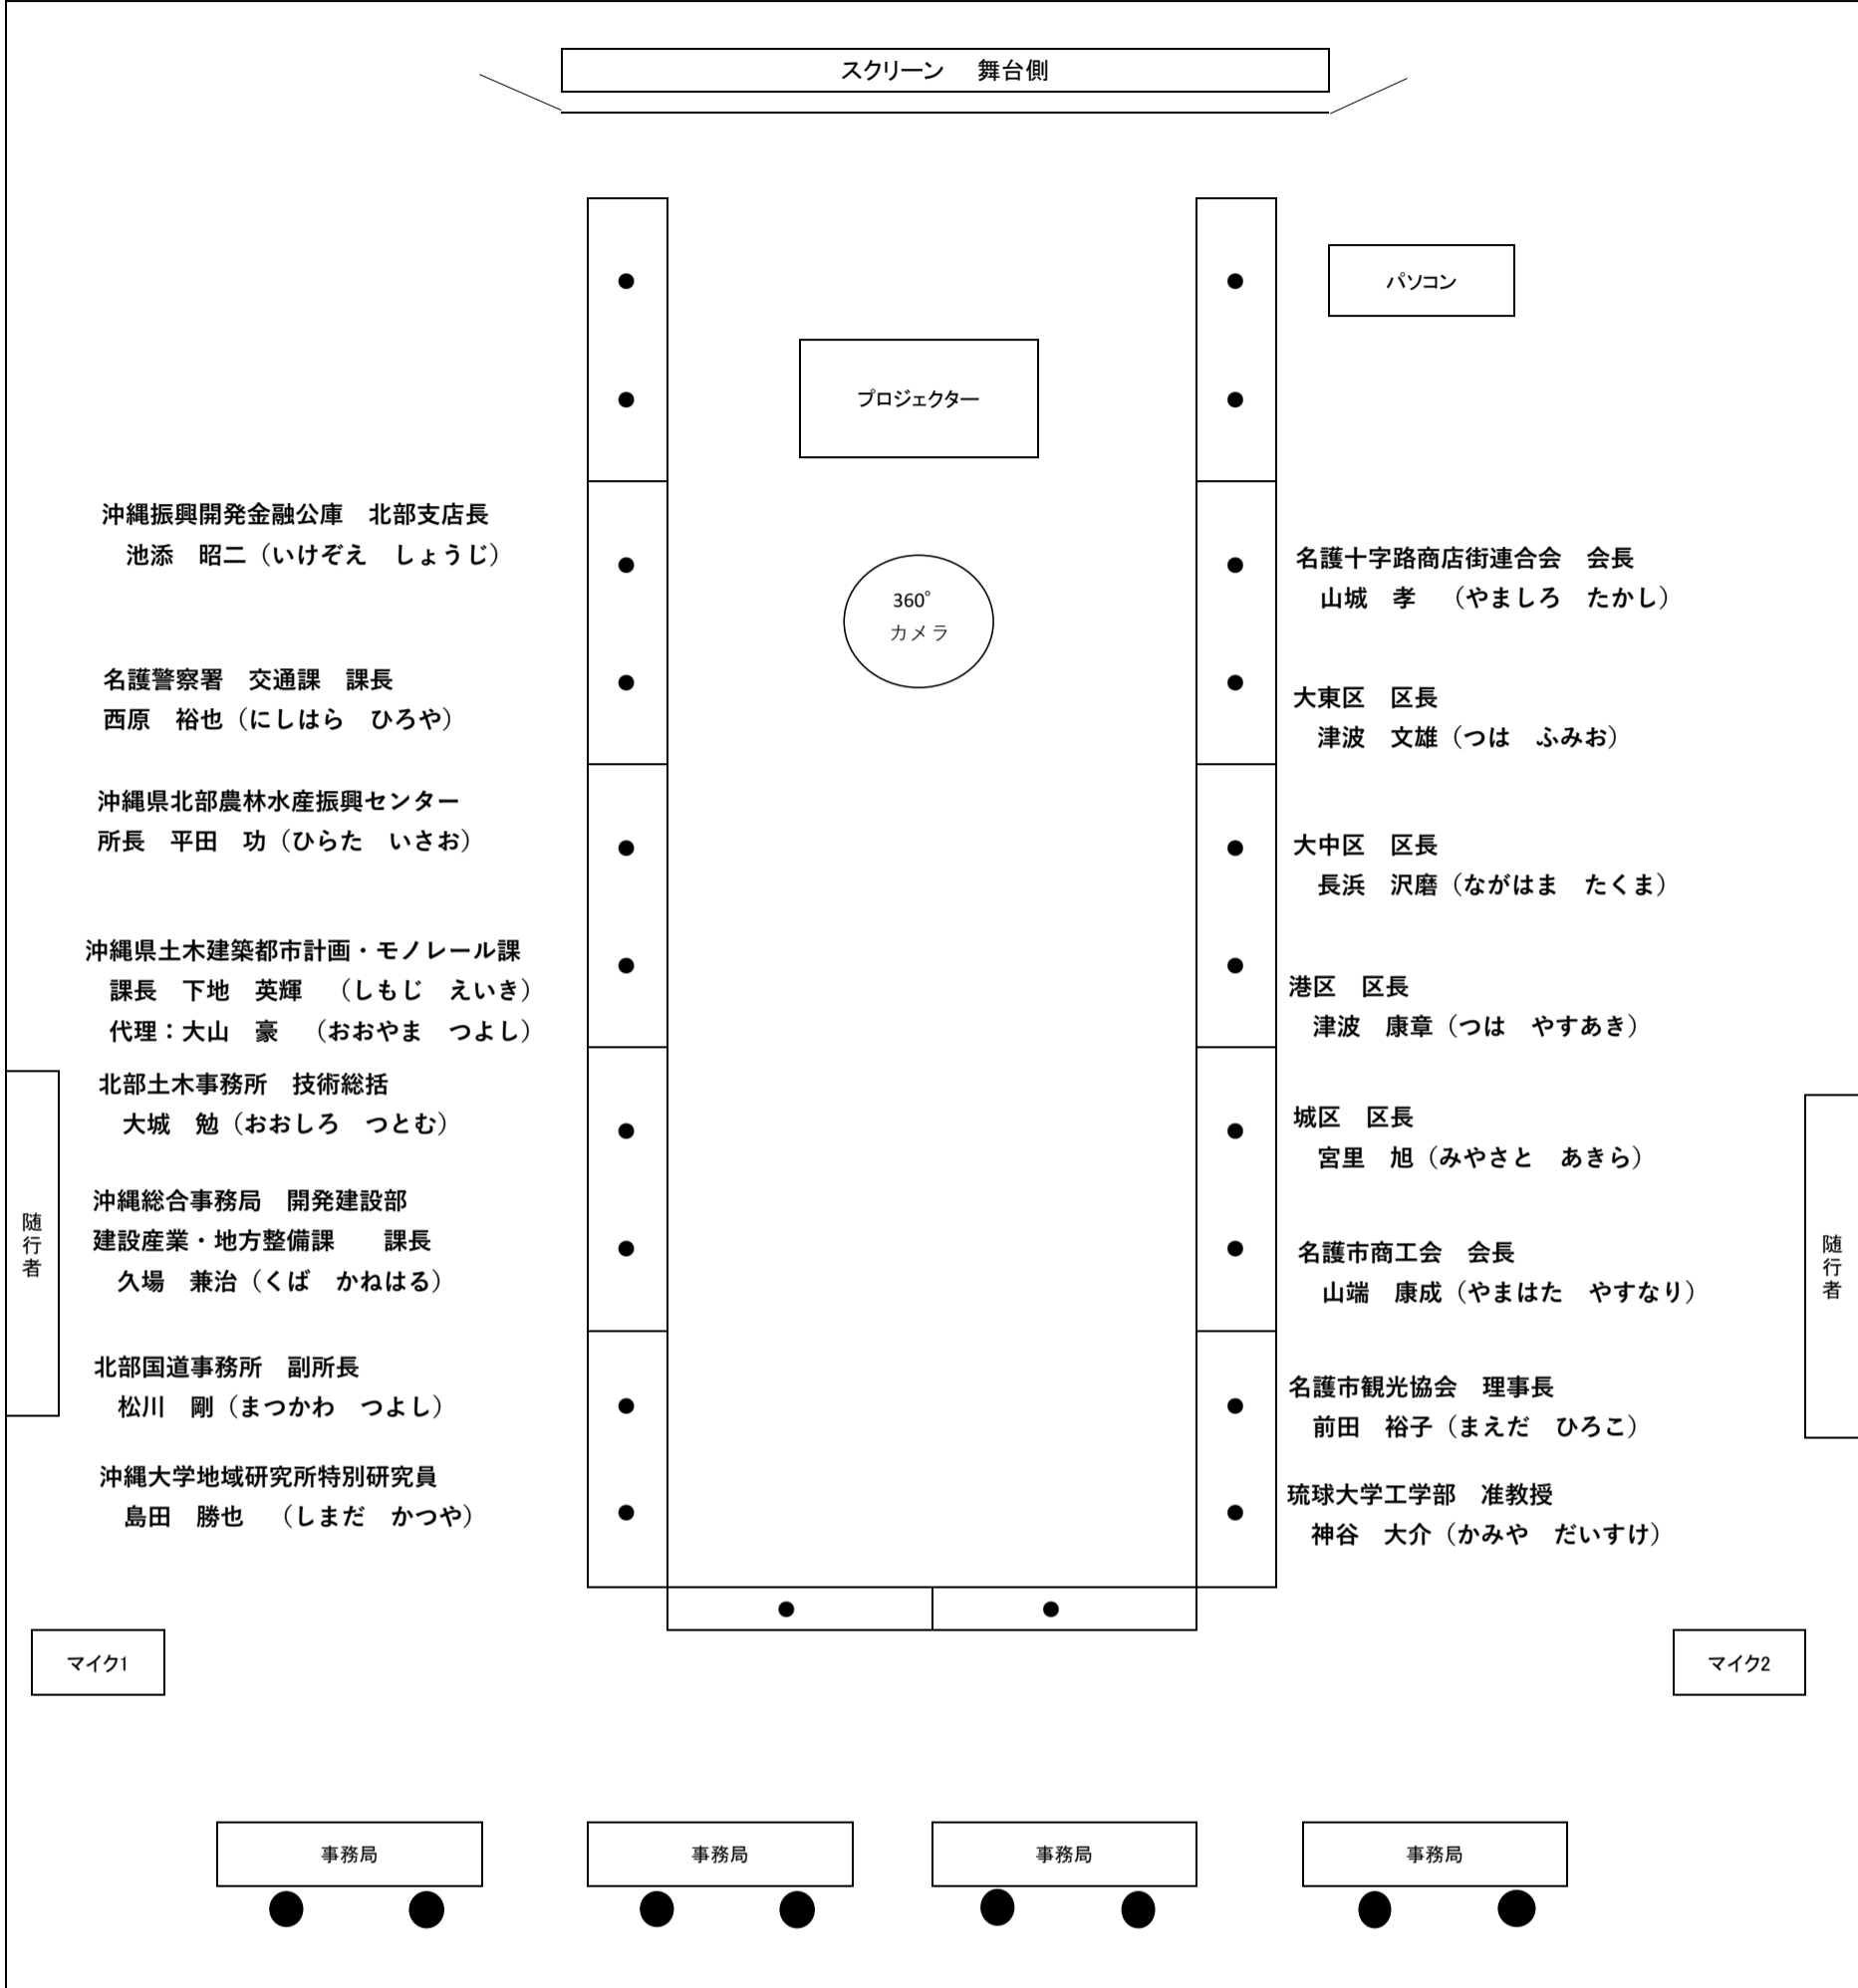 スクリーン　舞台側
パソコン
プロジェクター
360°
カメラ
沖縄振興開発金融公庫　北部支店長
池添　昭二（いけぞえ　しょうじ）
名護警察署　交通課　課長
西原　裕也（にしはら　ひろや）
沖縄県北部農林水産振興センター
所長　平田　功（ひらた　いさお）
沖縄県土木建築都市計画・モノレール課
課長　下地　英輝　（しもじ　えいき）
代理：大山　豪　（おおやま　つよし）
北部土木事務所　技術総括
大城　勉（おおしろ　つとむ）
沖縄総合事務局　開発建設部
建設産業・地方整備課　　課長
久場　兼治（くば　かねはる）
北部国道事務所　副所長
松川　剛（まつかわ　つよし）
沖縄大学地域研究所特別研究員
島田　勝也　（しまだ　かつや）
名護十字路商店街連合会　会長
山城　孝　（やましろ　たかし）
大東区　区長
津波　文雄（つは　ふみお）
大中区　区長
長浜　沢磨（ながはま　たくま）
港区　区長
津波　康章（つは　やすあき）
城区　区長
宮里　旭（みやさと　あきら）
名護市商工会　会長
山端　康成（やまはた　やすなり）
名護市観光協会　理事長
前田　裕子（まえだ　ひろこ）
琉球大学工学部　准教授
神谷　大介（かみや　だいすけ）
随行者
随行者
マイク1
マイク2
事務局
事務局
事務局
事務局